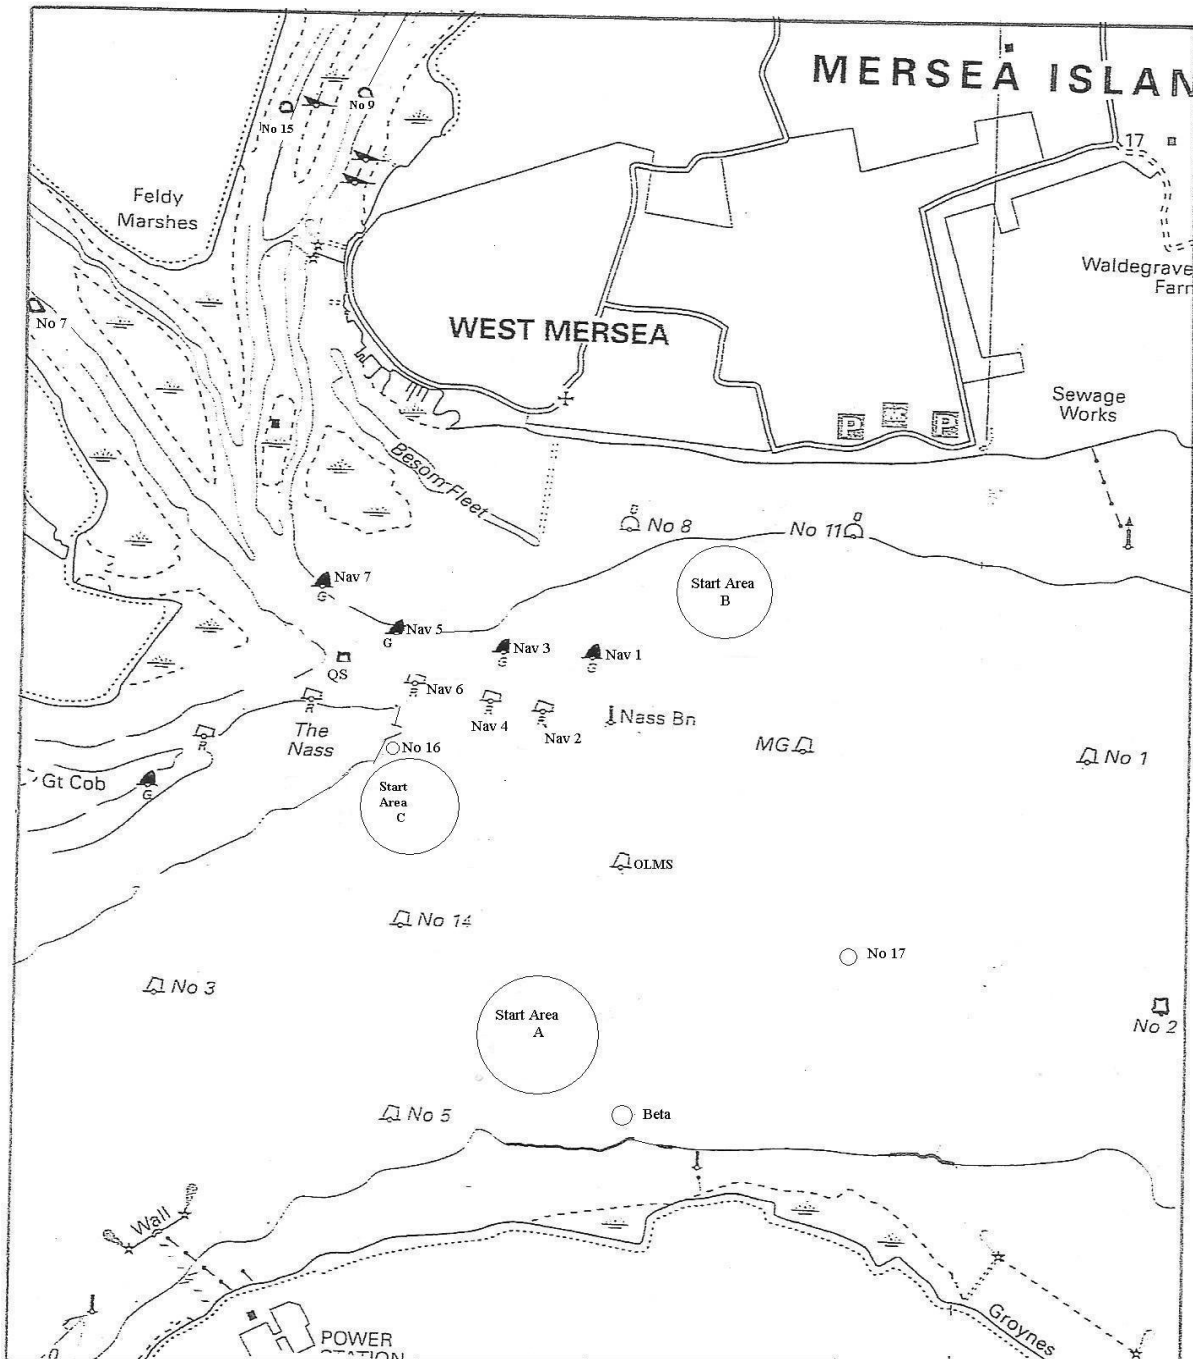 MERSEA ISLAN
No 9
No 15
17
Feldy
Marshes
Waldegrave
Farn
No 7
WEST MERSEA
Sewage
Works
P
P
Besom Fleet
No 8
No 11
Nav 7
G
Start Area
B
Nav 5
G
Nav 3
G
Nav 1
G
QS
Nav 6
R
R
Nav 4
R
Nav 2
R
Nass Bn
The
Nass
R
No 16
MG
No 1
Gt Cob
G
Start
Area
C
OLMS
No 14
No 17
No 3
Start Area
A
No 2
No 5
Beta
Wall
Groynes
POWER
STATION